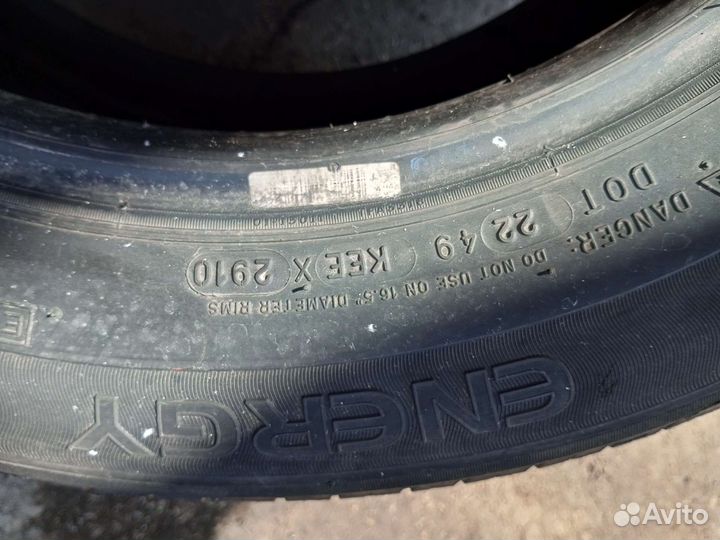 DANGER: DO NOT USE ON 16.5" DIAMETER RIMS
DOT 22 49 KEE X 2910
ENERGY
E
Avito